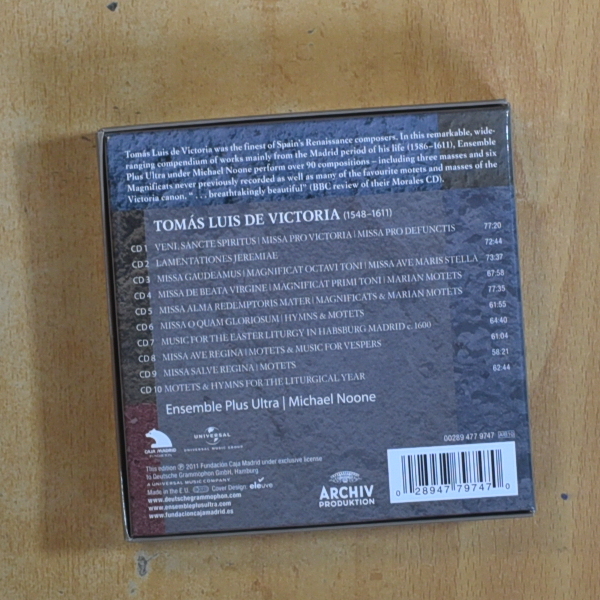 Tomás Luis de Victoria was the finest of Spain's Renaissance composers. In this remarkable, wide-
ranging compendium of works mainly from the Madrid period of his life (1586–1611), Ensemble
Plus Ultra under Michael Noone perform over 90 compositions – including three masses and six
Magnificats never previously recorded as well as many of the favourite motets and masses of the
Victoria canon. "... breathtakingly beautiful" (BBC review of their Morales CD).
TOMÁS LUIS DE VICTORIA (1548–1611)
CD 1 VENI, SANCTE SPIRITUS | MISSA PRO VICTORIA | MISSA PRO DEFUNCTIS 77:20
CD 2 LAMENTATIONES JEREMIAE 72:44
CD 3 MISSA GAUDEAMUS | MAGNIFICAT OCTAVI TONI | MISSA AVE MARIS STELLA 73:37
CD 4 MISSA DE BEATA VIRGINE | MAGNIFICAT PRIMI TONI | MARIAN MOTETS 67:58
CD 5 MISSA ALMA REDEMPTORIS MATER | MAGNIFICATS & MARIAN MOTETS 77:35
CD 6 MISSA O QUAM GLORIOSUM | HYMNS & MOTETS 61:55
CD 7 MUSIC FOR THE EASTER LITURGY IN HABSBURG MADRID c. 1600 64:40
CD 8 MISSA AVE REGINA | MOTETS & MUSIC FOR VESPERS 61:04
CD 9 MISSA SALVE REGINA | MOTETS 58:21
CD 10 MOTETS & HYMNS FOR THE LITURGICAL YEAR 62:44
Ensemble Plus Ultra | Michael Noone
CAJA MADRID
UNIVERSAL
UNIVERSAL MUSIC GROUP
00289 477 9747
This edition ℗ 2011 Fundación Caja Madrid under exclusive license
to Deutsche Grammophon GmbH, Hamburg
A UNIVERSAL MUSIC COMPANY
Made in the E.U. Cover Design: eleuve
www.deutschegrammophon.com
www.ensembleplusultra.com
www.fundacioncajamadrid.es
ARCHIV
PRODUKTION
0 28947 79747 0